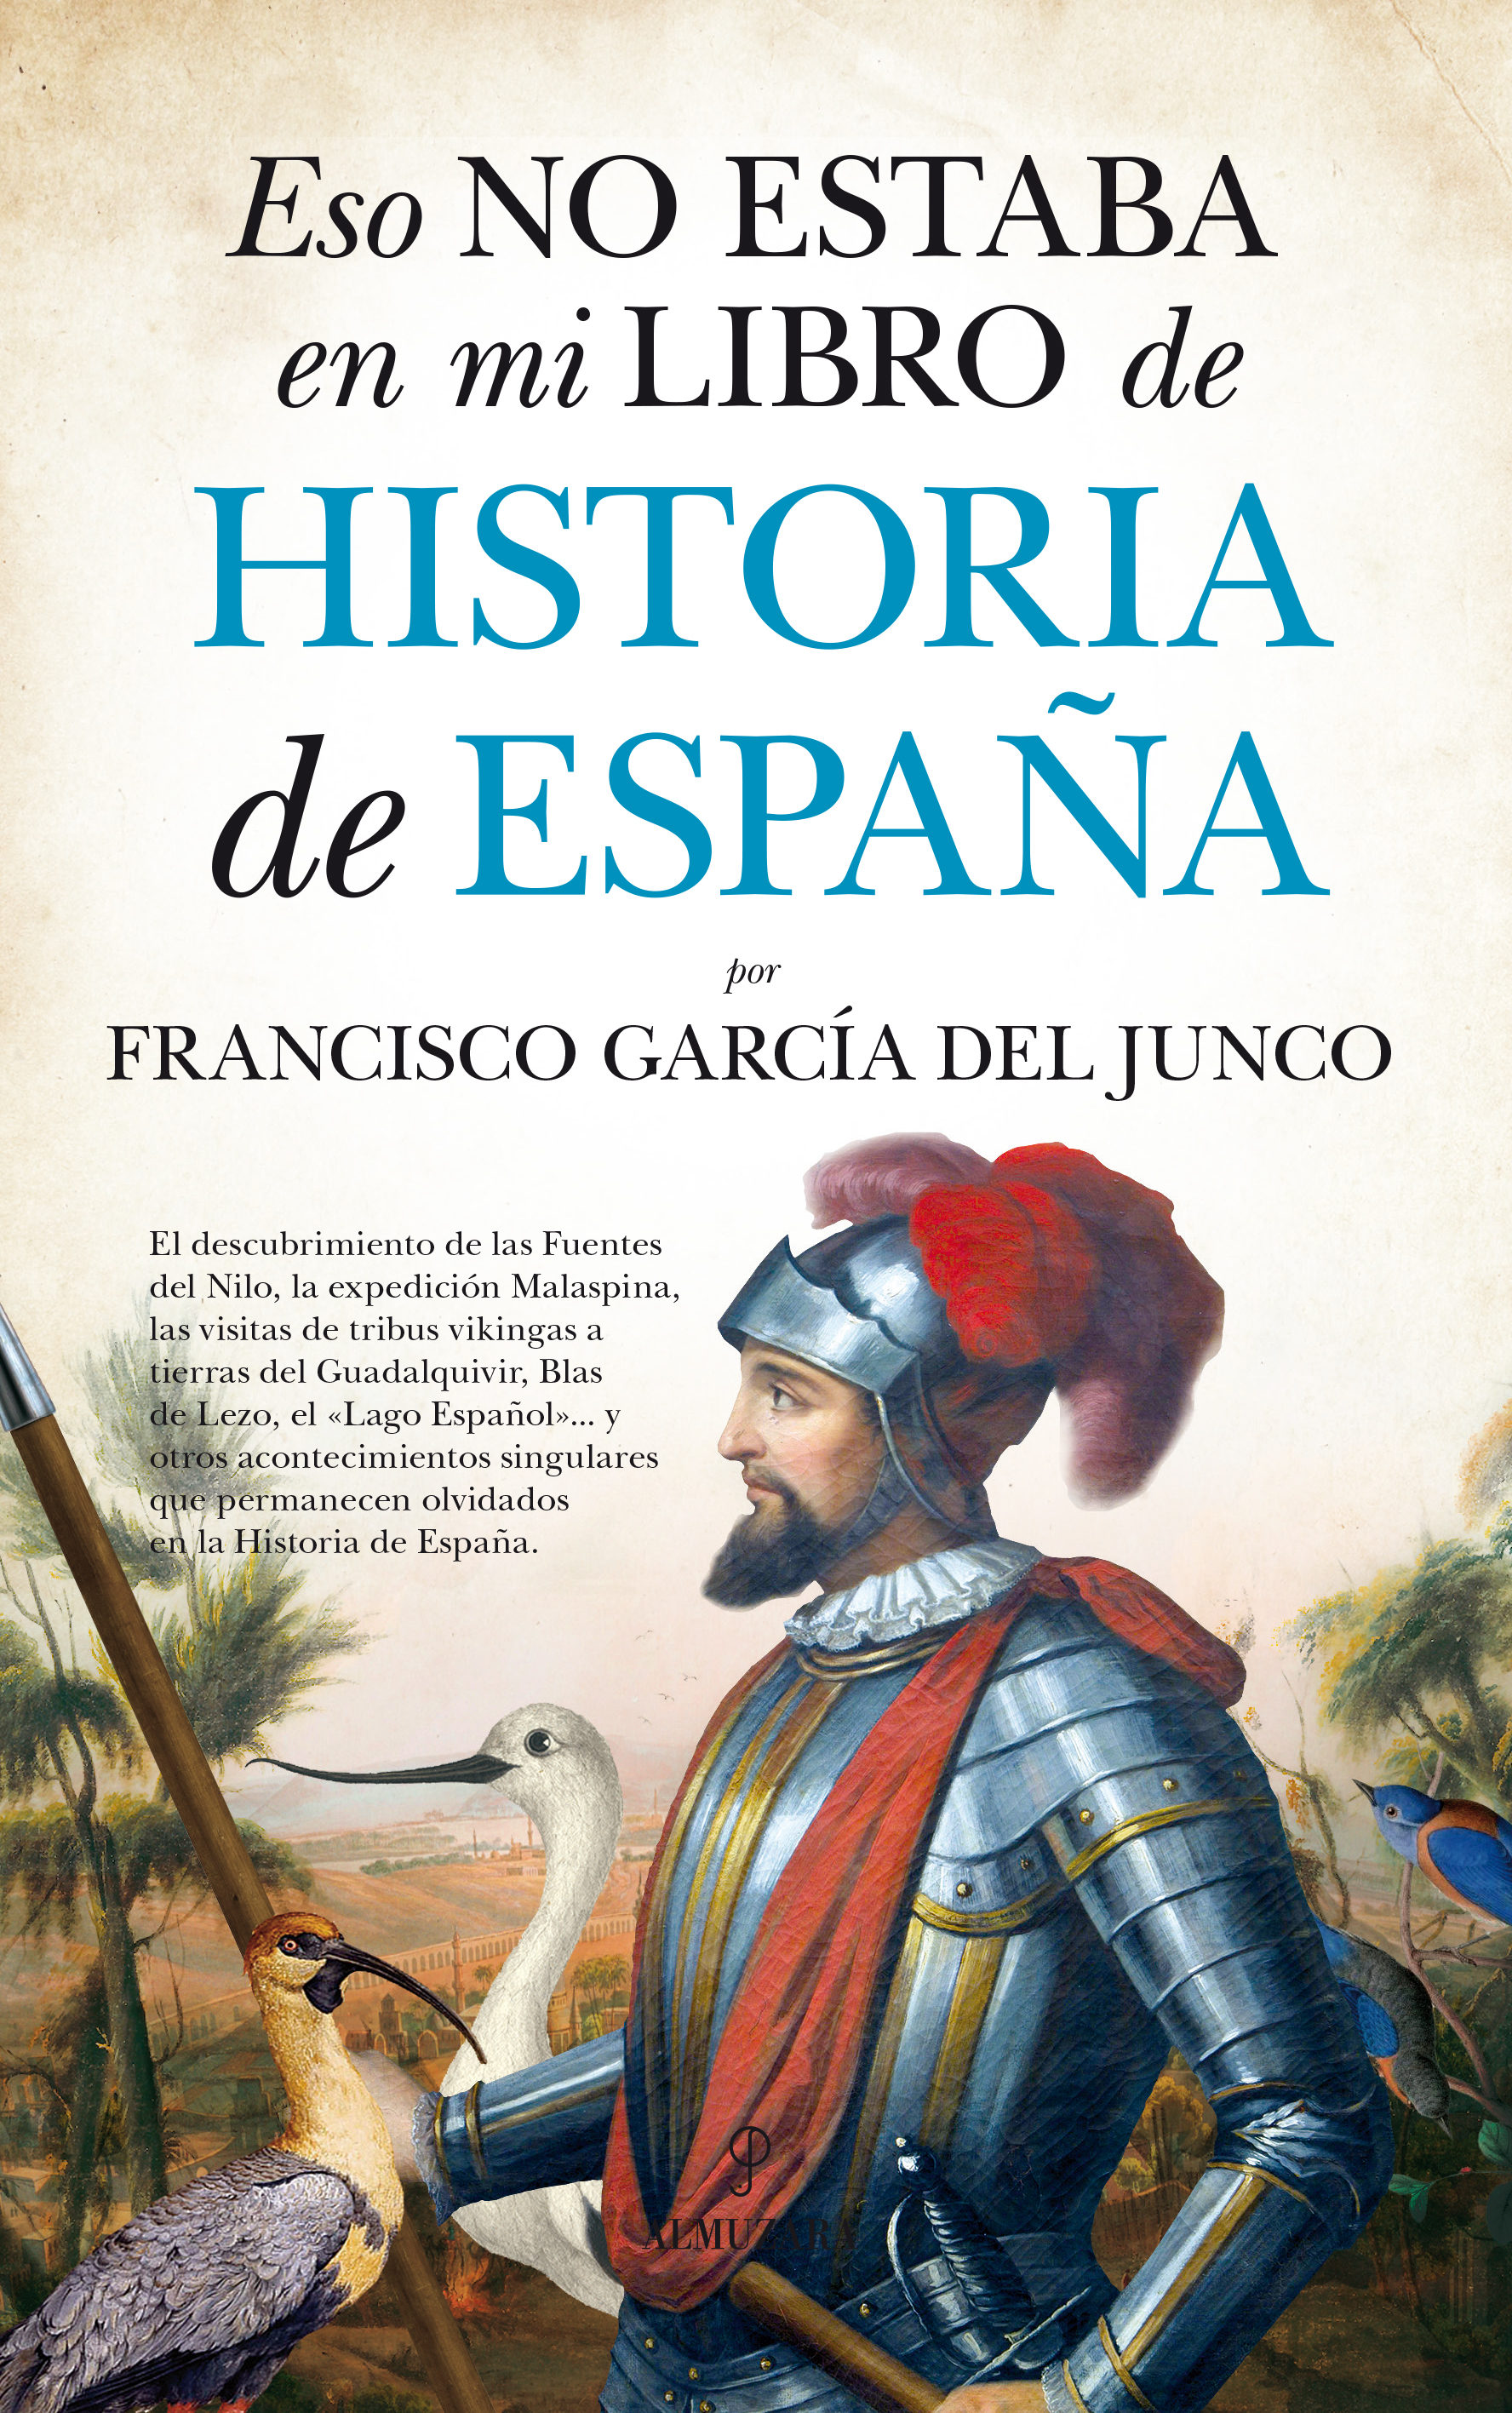 Eso NO ESTABA
en mi LIBRO de
HISTORIA
de ESPAÑA
por
FRANCISCO GARCÍA DEL JUNCO
El descubrimiento de las Fuentes
del Nilo, la expedición Malaspina,
las visitas de tribus vikingas a
tierras del Guadalquivir, Blas
de Lezo, el «Lago Español»... y
otros acontecimientos singulares
que permanecen olvidados
en la Historia de España.
ALMUZARA